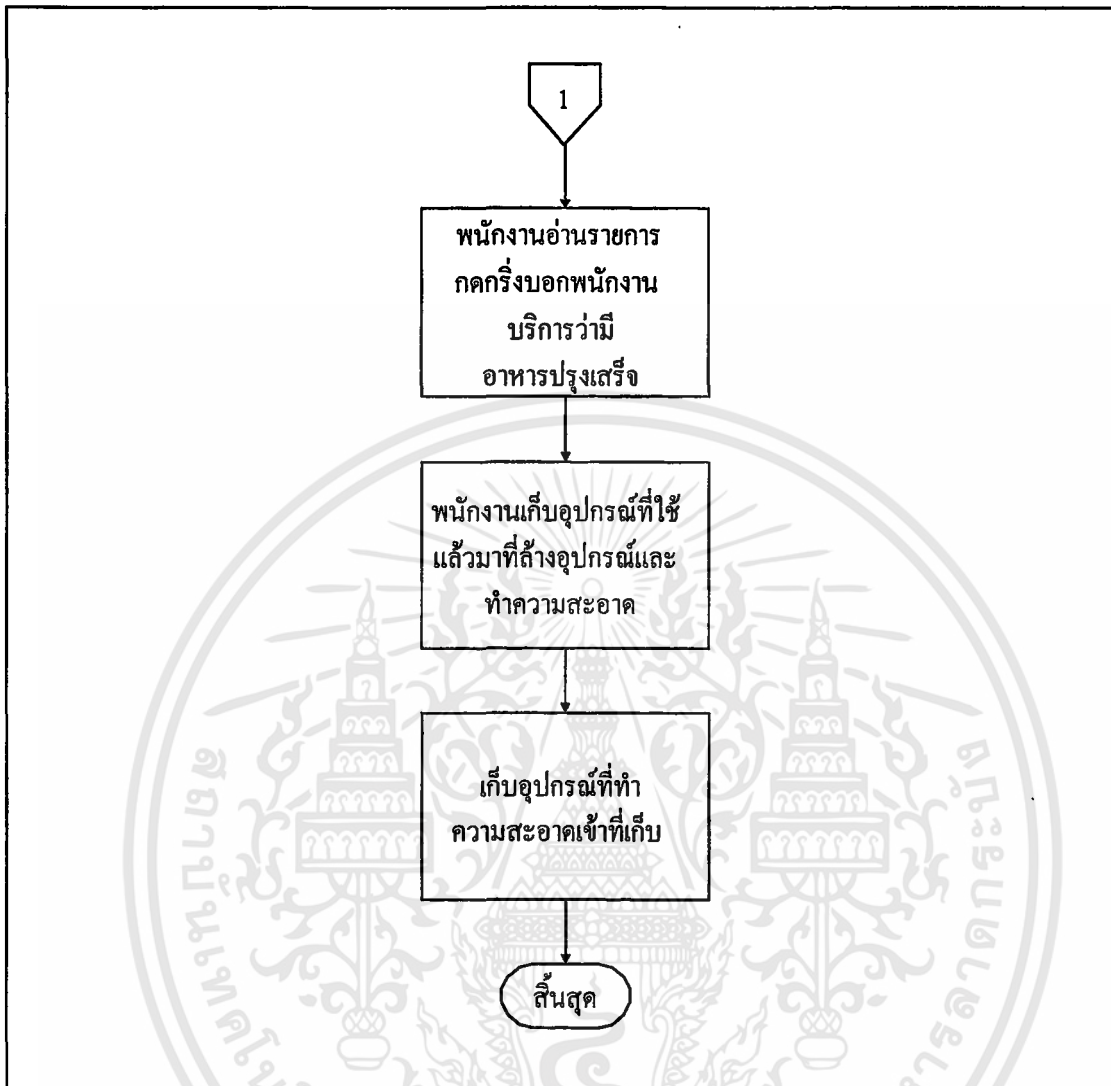 1
พนักงานอ่านรายการ
กดกริ่งบอกพนักงาน
บริการว่ามี
อาหารปรุงเสร็จ
พนักงานเก็บอุปกรณ์ที่ใช้
แล้วมาที่ล้างอุปกรณ์และ
ทำความสะอาด
เก็บอุปกรณ์ที่ทำ
ความสะอาดเข้าที่เก็บ
สิ้นสุด